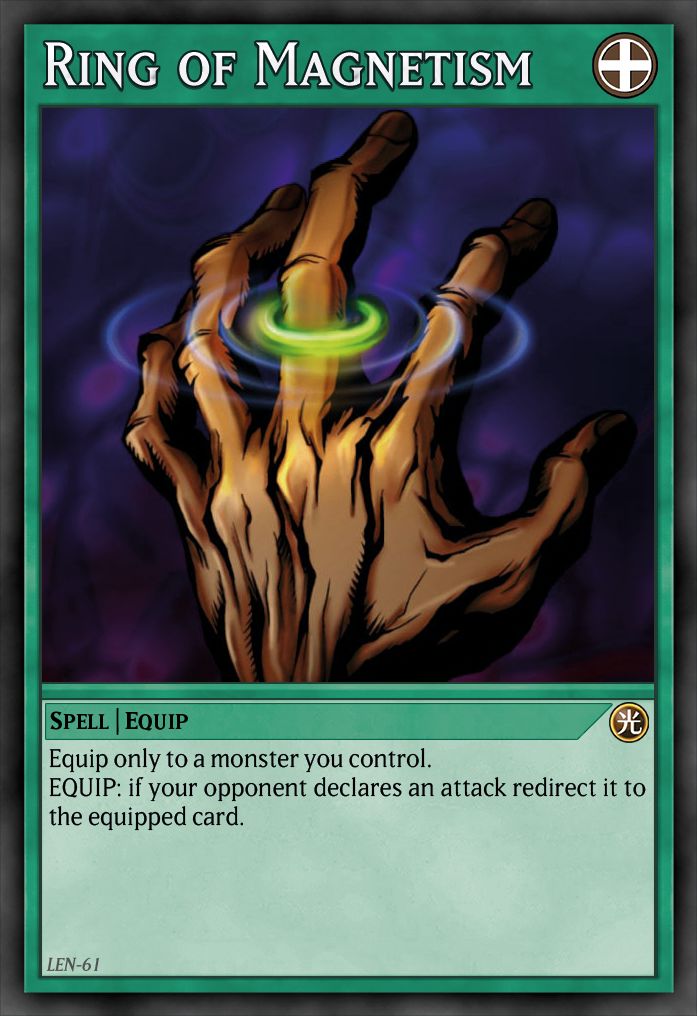 Ring of Magnetism
Spell | Equip
光
Equip only to a monster you control.
EQUIP: if your opponent declares an attack redirect it to
the equipped card.
LEN-61